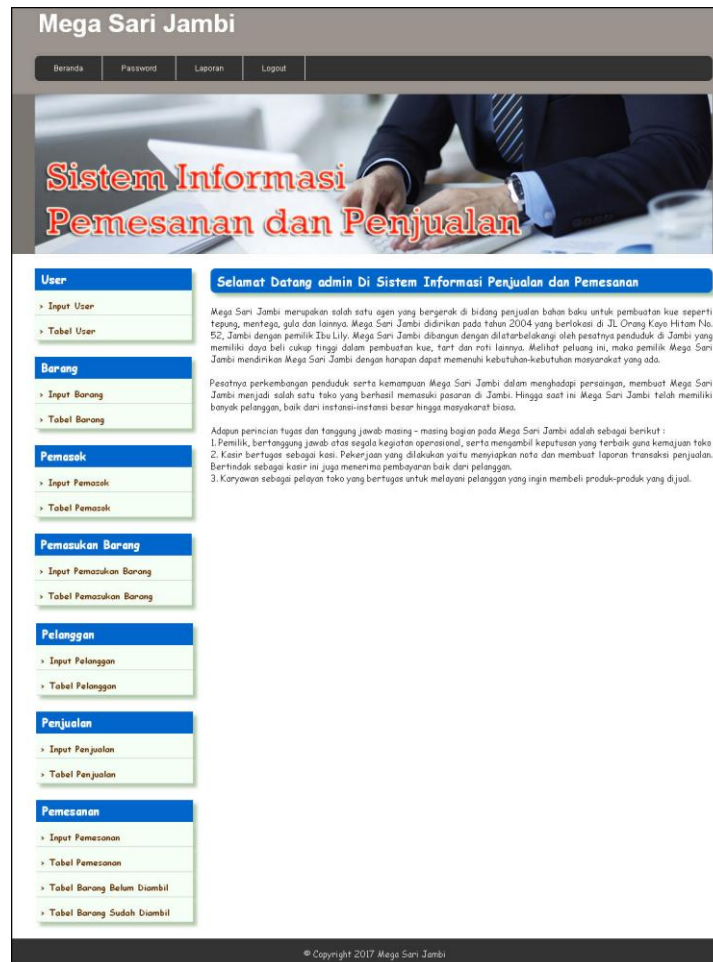 Mega Sari Jambi
Beranda Password Laporan Logout
Sistem Informasi
Pemesanan dan Penjualan
User
› Input User
› Tabel User
Barang
› Input Barang
› Tabel Barang
Pemasok
› Input Pemasok
› Tabel Pemasok
Pemasukan Barang
› Input Pemasukan Barang
› Tabel Pemasukan Barang
Pelanggan
› Input Pelanggan
› Tabel Pelanggan
Penjualan
› Input Penjualan
› Tabel Penjualan
Pemesanan
› Input Pemesanan
› Tabel Pemesanan
› Tabel Barang Belum Diambil
› Tabel Barang Sudah Diambil
Selamat Datang admin Di Sistem Informasi Penjualan dan Pemesanan
Mega Sari Jambi merupakan salah satu agen yang bergerak di bidang penjualan bahan baku untuk pembuatan kue seperti
tepung, mentega, gula dan lainnya. Mega Sari Jambi didirikan pada tahun 2004 yang berlokasi di JL Orang Kayo Hitam No.
52, Jambi dengan pemilik Ibu Lily. Mega Sari Jambi dibangun dengan dilatarbelakangi oleh pesatnya penduduk di Jambi yang
memiliki daya beli cukup tinggi dalam pembuatan kue, tart dan roti lainnya. Melihat peluang ini, maka pemilik Mega Sari
Jambi mendirikan Mega Sari Jambi dengan harapan dapat memenuhi kebutuhan-kebutuhan masyarakat yang ada.
Pesatnya perkembangan penduduk serta kemampuan Mega Sari Jambi dalam menghadapi persaingan, membuat Mega Sari
Jambi menjadi salah satu toko yang berhasil memasuki pasaran di Jambi. Hingga saat ini Mega Sari Jambi telah memiliki
banyak pelanggan, baik dari instansi-instansi besar hingga masyakarat biasa.
Adapun perincian tugas dan tanggung jawab masing – masing bagian pada Mega Sari Jambi adalah sebagai berikut :
1. Pemilik, bertanggung jawab atas segala kegiatan operasional, serta mengambil keputusan yang terbaik guna kemajuan toko
2. Kasir bertugas sebagai kasi. Pekerjaan yang dilakukan yaitu menyiapkan nota dan membuat laporan transaksi penjualan.
Bertindak sebagai kasir ini juga menerima pembayaran baik dari pelanggan.
3. Karyawan sebagai pelayan toko yang bertugas untuk melayani pelanggan yang ingin membeli produk-produk yang dijual.
© Copyright 2017 Mega Sari Jambi